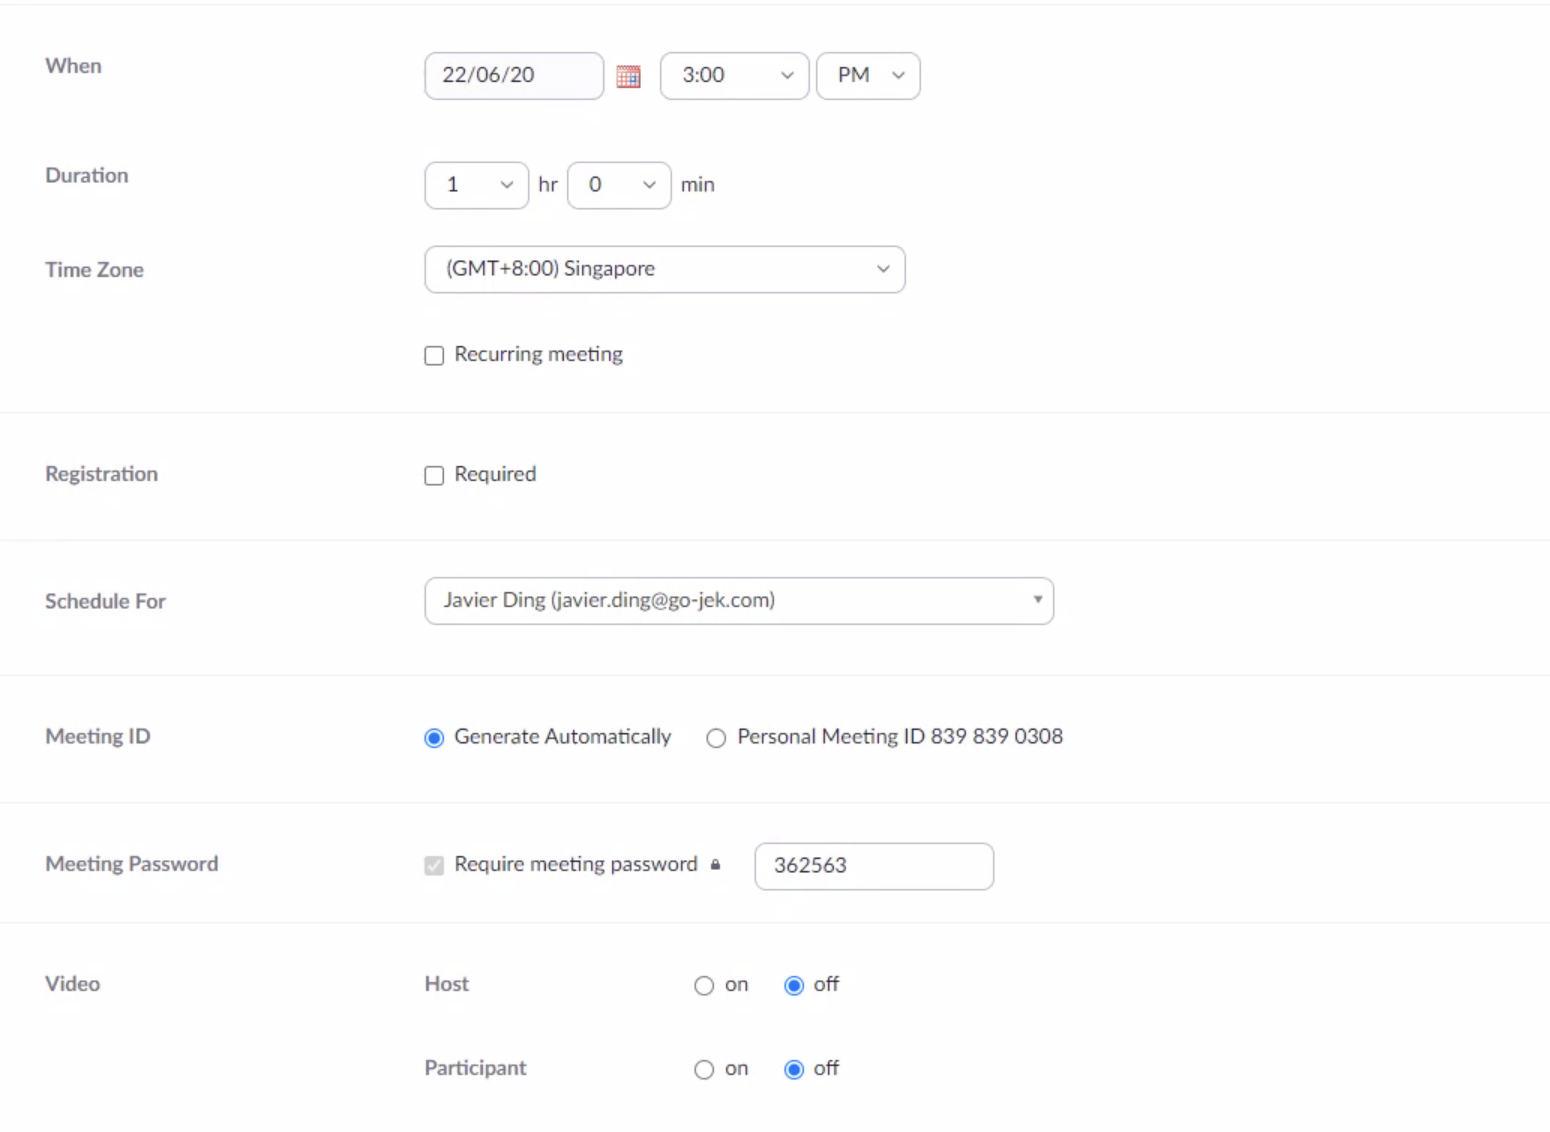 When 22/06/20 3:00 PM
Duration 1 hr 0 min
Time Zone (GMT+8:00) Singapore
Recurring meeting
Registration Required
Schedule For Javier Ding (javier.ding@go-jek.com)
Meeting ID Generate Automatically Personal Meeting ID 839 839 0308
Meeting Password Require meeting password 362563
Video Host on off
Participant on off